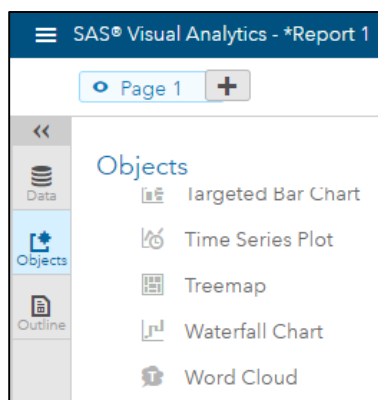 SAS® Visual Analytics - *Report 1
Page 1
Data
Objects
Outline
Objects
Targeted Bar Chart
Time Series Plot
Treemap
Waterfall Chart
Word Cloud